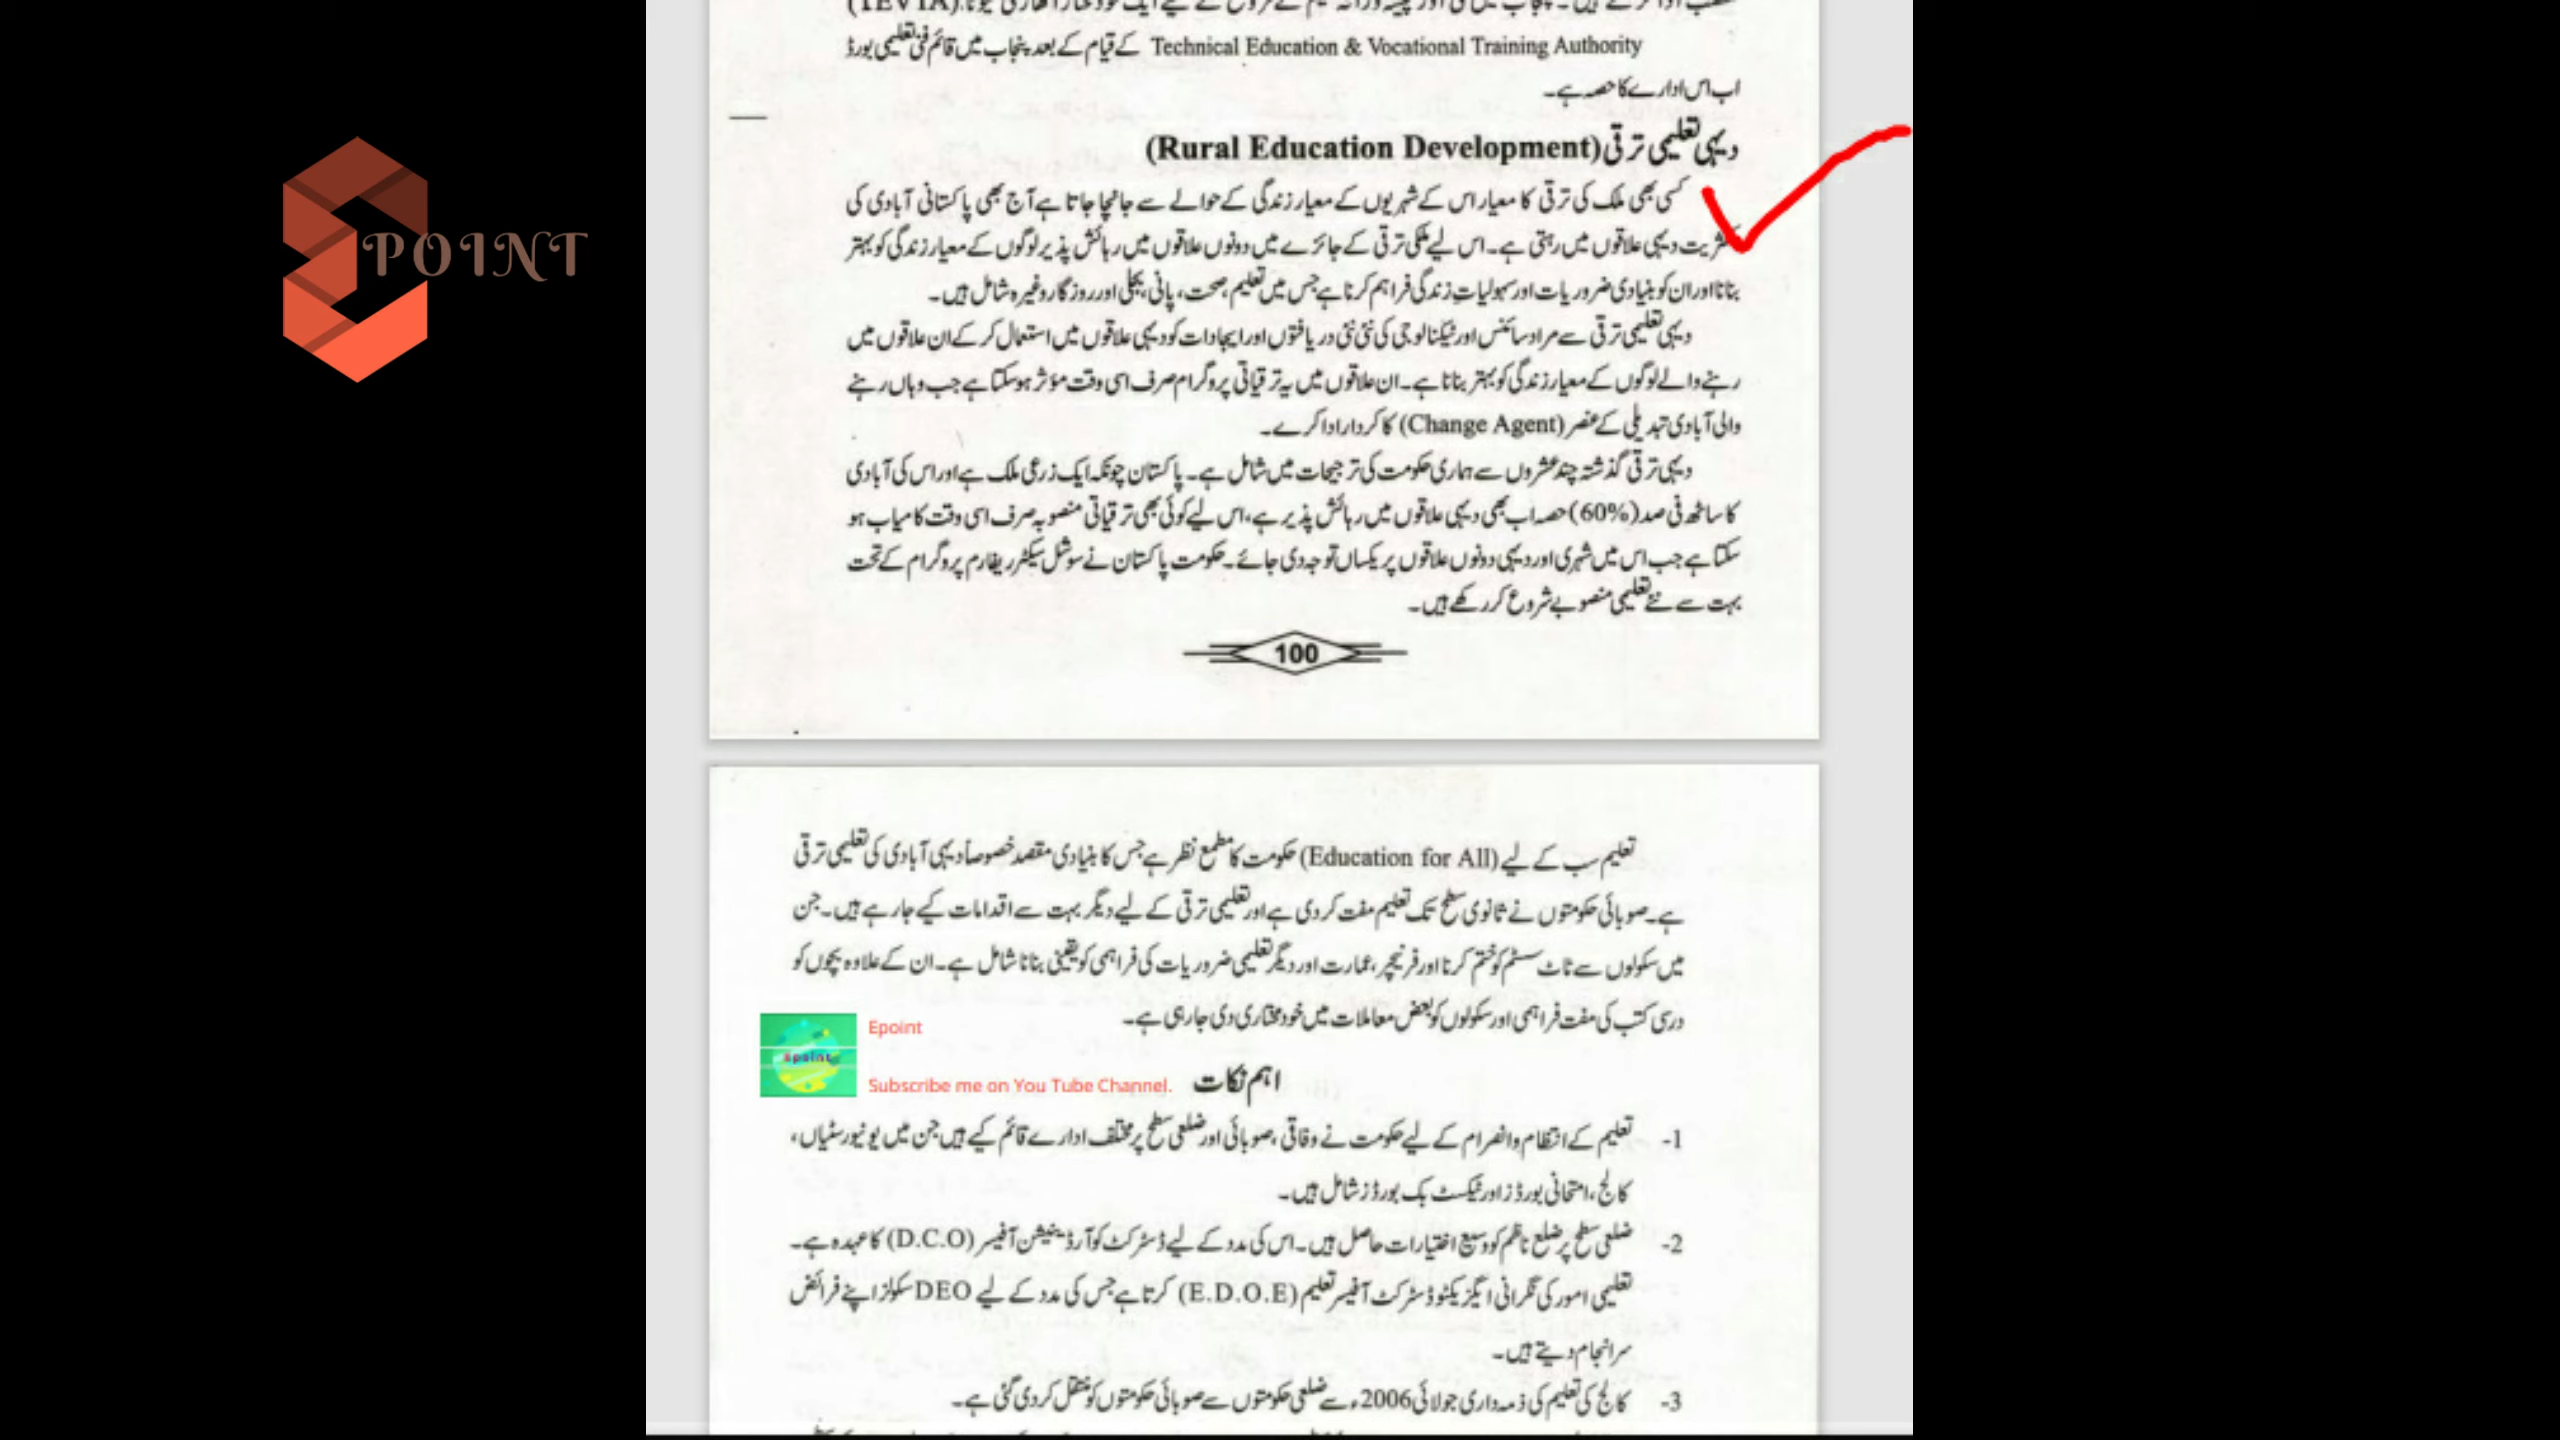 POINT
Technical Education & Vocational Training Authority کے قیام کے بعد پنجاب میں قائم فنی تعلیمی بورڈ
اب اس ادارے کا حصہ ہے۔
دیہی تعلیمی ترقی (Rural Education Development)
کسی بھی ملک کی ترقی کا معیار اس کے شہریوں کے معیار زندگی کے حوالے سے جانچا جاتا ہے آج بھی پاکستانی آبادی کی
دیہی علاقوں میں رہتی ہے۔ اس لیے ملکی ترقی کے جائزے میں دونوں علاقوں میں رہائش پذیر لوگوں کے معیار زندگی کو بہتر
بنانا اور ان کو بنیادی ضروریات اور سہولیات زندگی فراہم کرنا ہے جس میں تعلیم، صحت، پانی، بجلی اور روزگار وغیرہ شامل ہیں۔
دیہی تعلیمی ترقی سے مراد سائنس اور ٹیکنالوجی کی نئی نئی دریافتوں اور ایجادات کو دیہی علاقوں میں استعمال کر کے ان علاقوں میں
رہنے والے لوگوں کے معیار زندگی کو بہتر بنانا ہے۔ ان علاقوں میں یہ ترقیاتی پروگرام صرف اسی وقت مؤثر ہو سکتا ہے جب وہاں رہنے
والی آبادی تبدیلی کے عنصر (Change Agent) کا کردار ادا کرے۔
دیہی ترقی گذشتہ چند عشروں سے ہماری حکومت کی ترجیحات میں شامل ہے۔ پاکستان چونکہ ایک زرعی ملک ہے اور اس کی آبادی
کا ساٹھ فی صد (60%) حصہ اب بھی دیہی علاقوں میں رہائش پذیر ہے، اس لیے کوئی بھی ترقیاتی منصوبہ صرف اسی وقت کامیاب ہو
سکتا ہے جب اس میں شہری اور دیہی دونوں علاقوں پر یکساں توجہ دی جائے۔ حکومت پاکستان نے سوشل سیکٹر ریفارم پروگرام کے تحت
بہت سے نئے تعلیمی منصوبے شروع کر رکھے ہیں۔
100
تعلیم سب کے لیے (Education for All) حکومت کا مطمع نظر ہے جس کا بنیادی مقصد خصوصاً دیہی آبادی کی تعلیمی ترقی
ہے۔ صوبائی حکومتوں نے ثانوی سطح تک تعلیم مفت کر دی ہے اور تعلیمی ترقی کے لیے دیگر بہت سے اقدامات کیے جا رہے ہیں۔ جن
میں سکولوں سے ٹاٹ سسٹم کو ختم کرنا اور فرنیچر، عمارت اور دیگر تعلیمی ضروریات کی فراہمی کو یقینی بنانا شامل ہے۔ ان کے علاوہ بچوں کو
درسی کتب کی مفت فراہمی اور سکولوں کو بعض معاملات میں خود مختاری دی جا رہی ہے۔
epoint
Epoint
Subscribe me on You Tube Channel.
اہم نکات
1- تعلیم کے انتظام و انصرام کے لیے حکومت نے وفاقی، صوبائی اور ضلعی سطح پر مختلف ادارے قائم کیے ہیں جن میں یونیورسٹیاں،
کالج، امتحانی بورڈز اور ٹیکسٹ بک بورڈز شامل ہیں۔
2- ضلعی سطح پر ضلع ناظم کو وسیع اختیارات حاصل ہیں۔ اس کی مدد کے لیے ڈسٹرکٹ کوآرڈینیشن آفیسر (D.C.O) کا عہدہ ہے۔
تعلیمی امور کی نگرانی ایگزیکٹو ڈسٹرکٹ آفیسر تعلیم (E.D.O.E) کرتا ہے جس کی مدد کے لیے DEO سکولز اپنے فرائض
سرانجام دیتے ہیں۔
3- کالج کی تعلیم کی ذمہ داری جولائی 2006ء سے ضلعی حکومتوں سے صوبائی حکومتوں کو منتقل کر دی گئی ہے۔